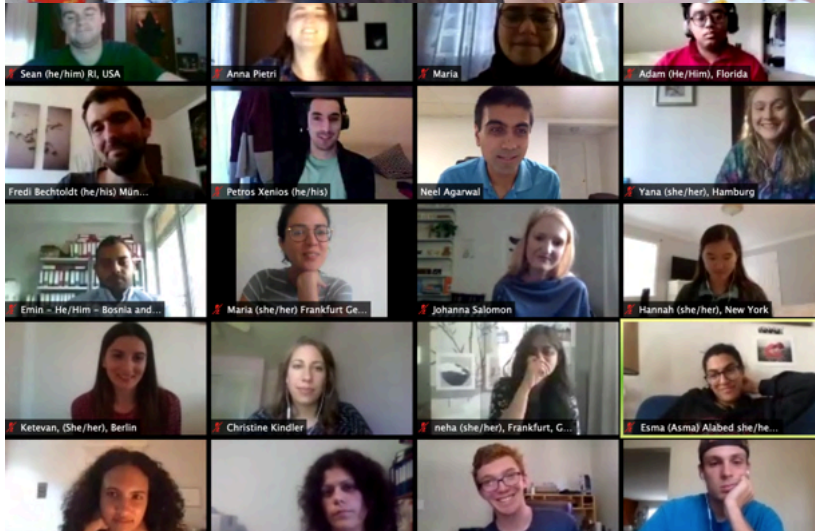 Sean (he/him) RI, USA
Anna Pietri
Maria
Adam (He/Him), Florida
Fredi Bechtoldt (he/his) Mün...
Petros Xenios (he/his)
Neel Agarwal
Yana (she/her), Hamburg
Emin - He/Him - Bosnia and...
Maria (she/her) Frankfurt Ge...
Johanna Salomon
Hannah (she/her), New York
Ketevan, (She/her), Berlin
Christine Kindler
neha (she/her), Frankfurt, G...
Esma (Asma) Alabed she/he...